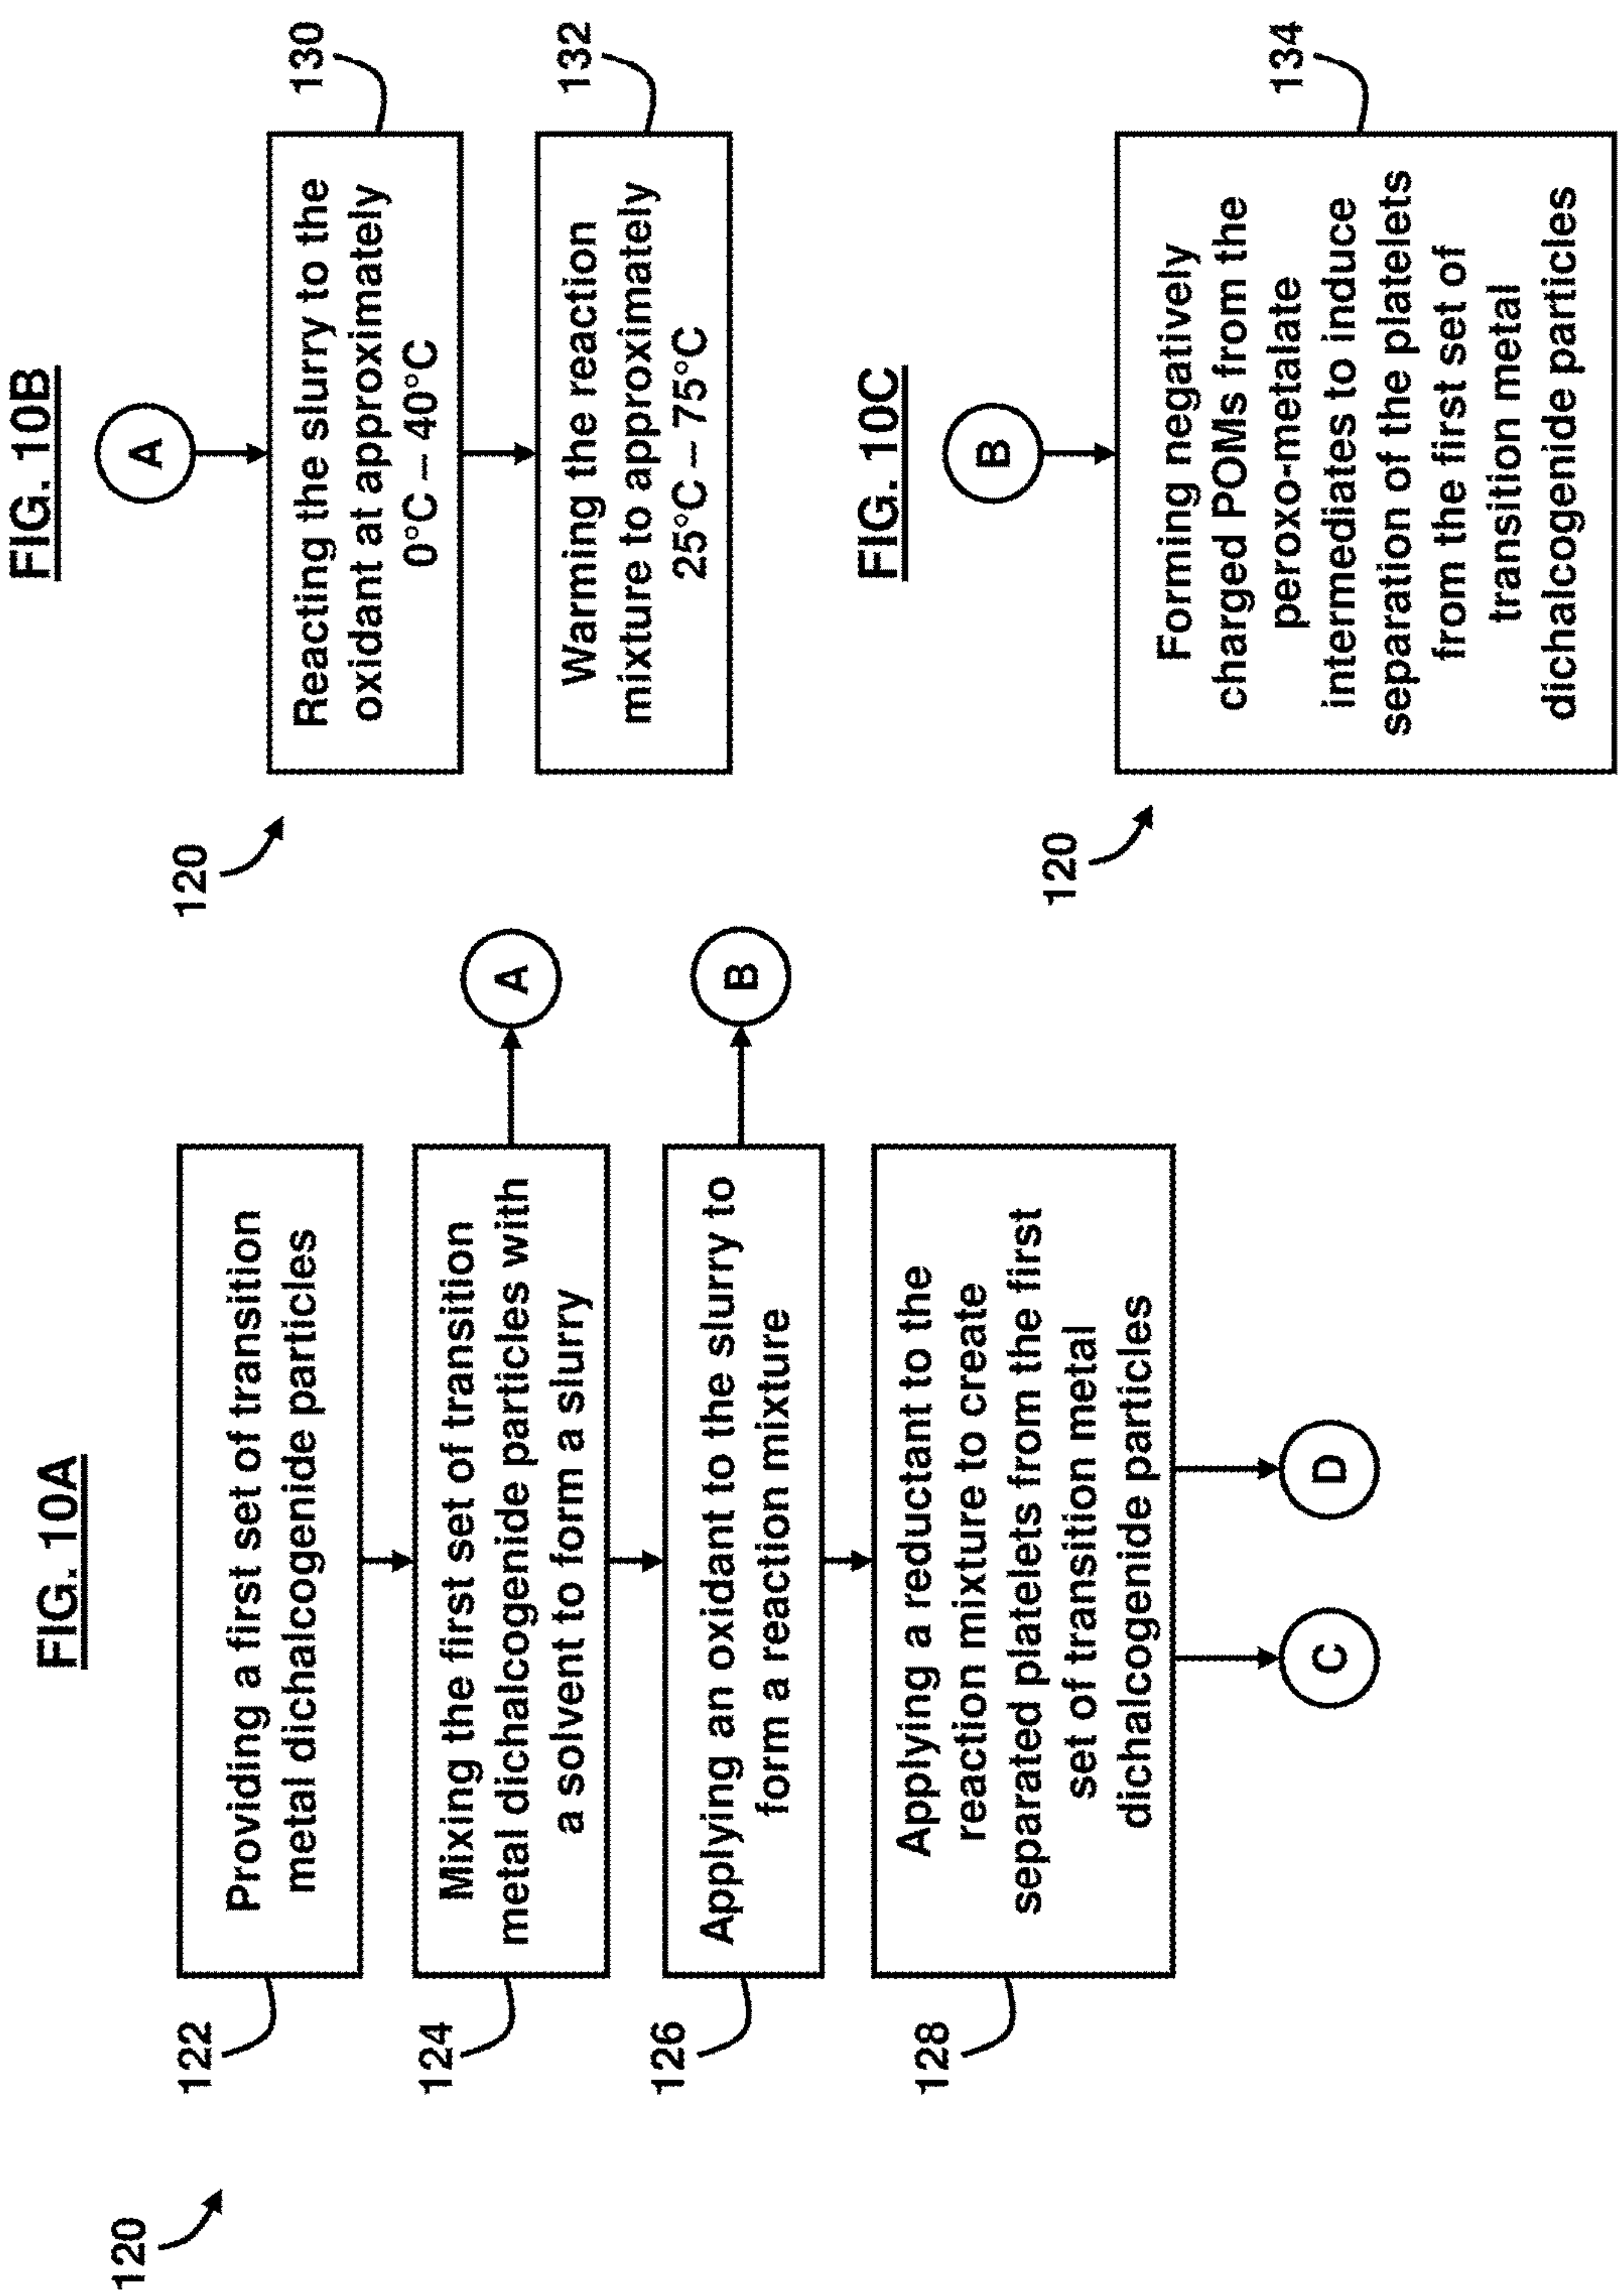 FIG. 10A
120
122
Providing a first set of transition
metal dichalcogenide particles
124
Mixing the first set of transition
metal dichalcogenide particles with
a solvent to form a slurry
A
126
Applying an oxidant to the slurry to
form a reaction mixture
B
128
Applying a reductant to the
reaction mixture to create
separated platelets from the first
set of transition metal
dichalcogenide particles
C
D
FIG. 10B
120
A
130
Reacting the slurry to the
oxidant at approximately
0°C – 40°C
132
Warming the reaction
mixture to approximately
25°C – 75°C
FIG. 10C
120
B
134
Forming negatively
charged POMs from the
peroxo-metalate
intermediates to induce
separation of the platelets
from the first set of
transition metal
dichalcogenide particles